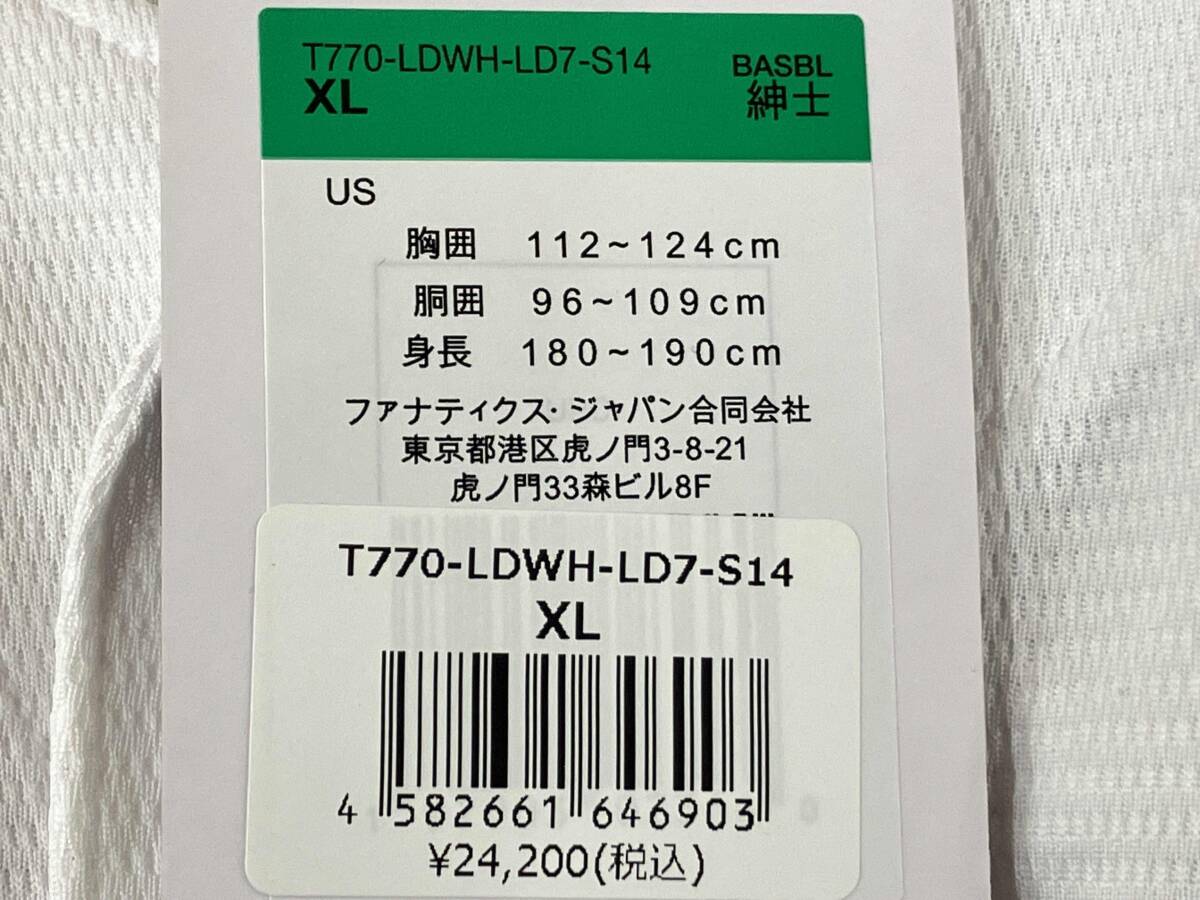 T770-LDWH-LD7-S14
XL
BASBL
紳士
US
胸囲 112~124cm
胴囲 96~109cm
身長 180~190cm
ファナティクス・ジャパン合同会社
東京都港区虎ノ門3-8-21
虎ノ門33森ビル8F
T770-LDWH-LD7-S14
XL
4 582661 646903
¥24,200(税込)